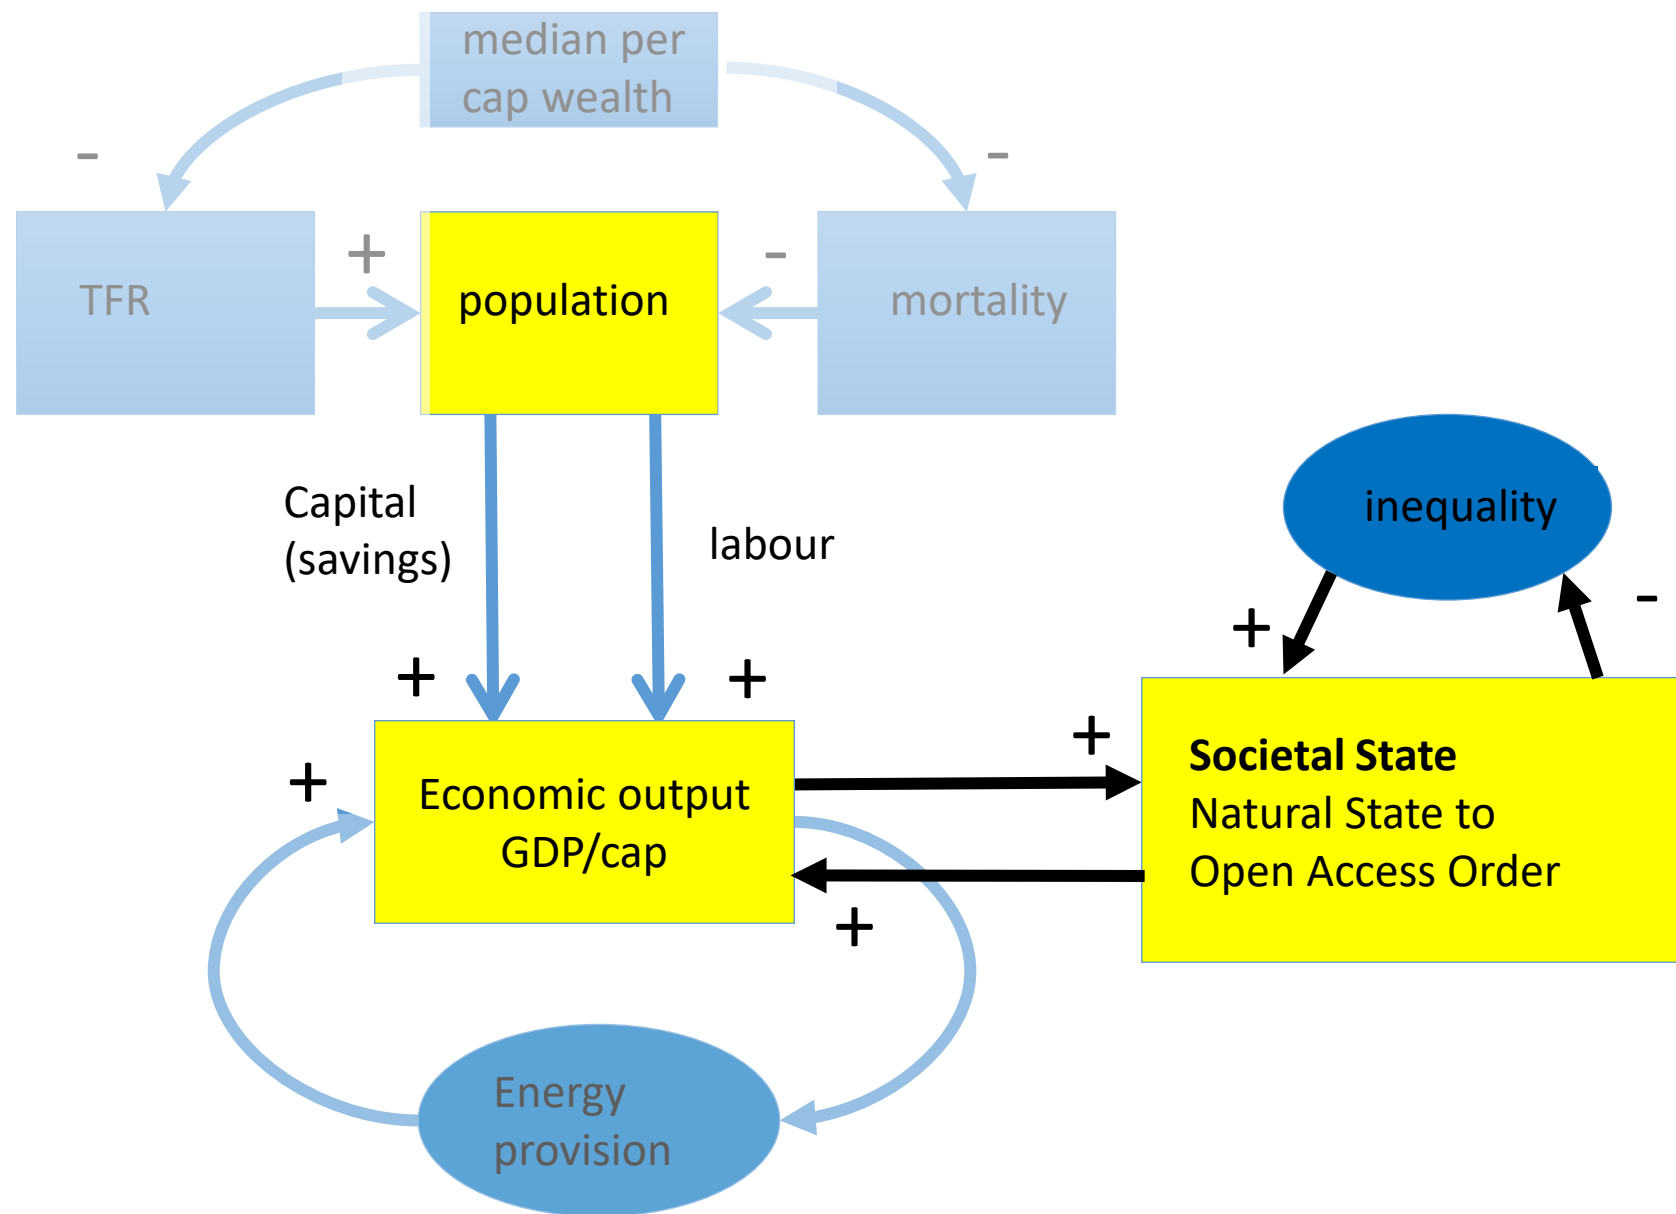 median per
cap wealth
-
-
TFR
+
population
-
mortality
Capital
(savings)
labour
inequality
+
-
+
+
+
Societal State
Natural State to
Open Access Order
+
Economic output
GDP/cap
+
Energy
provision